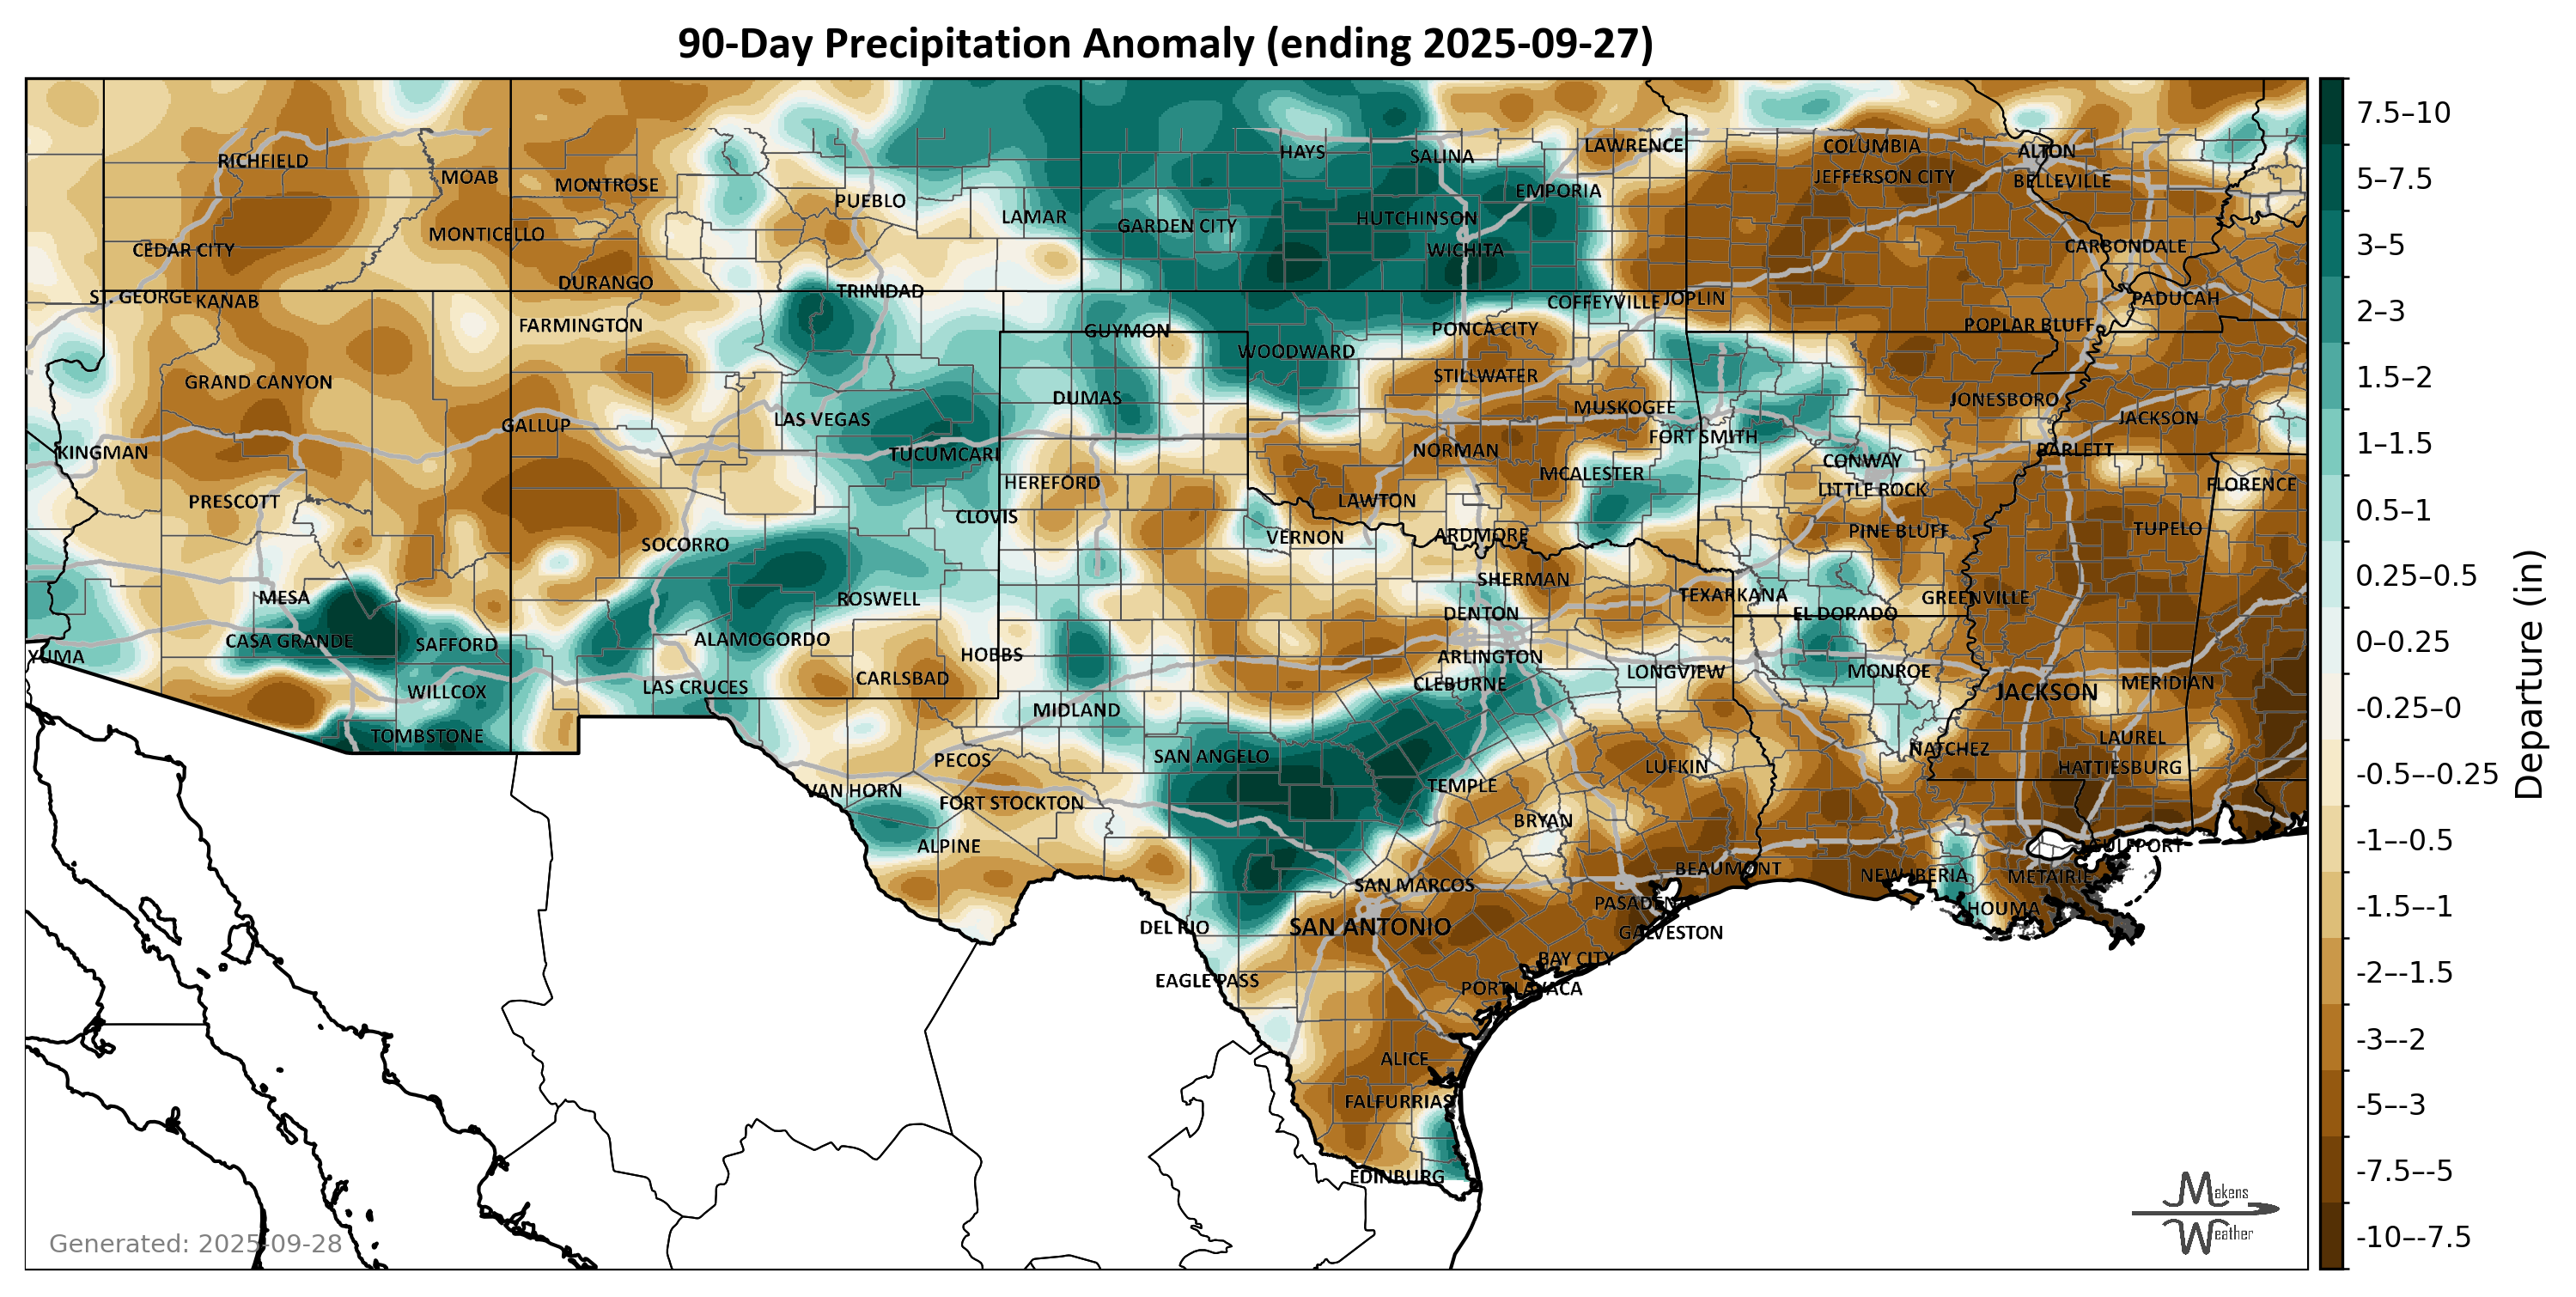 90-Day Precipitation Anomaly (ending 2025-09-27)
RICHFIELD
MOAB
MONTROSE
PUEBLO
LAMAR
HAYS
SALINA
LAWRENCE
COLUMBIA
ALTON
JEFFERSON CITY
BELLEVILLE
EMPORIA
GARDEN CITY
HUTCHINSON
CEDAR CITY
MONTICELLO
WICHITA
CARBONDALE
DURANGO
TRINIDAD
ST. GEORGE
KANAB
COFFEYVILLE
JOPLIN
PADUCAH
FARMINGTON
GUYMON
PONCA CITY
POPLAR BLUFF
WOODWARD
GRAND CANYON
STILLWATER
DUMAS
JONESBORO
MUSKOGEE
GALLUP
LAS VEGAS
JACKSON
FORT SMITH
KINGMAN
TUCUMCARI
NORMAN
BARLETT
CONWAY
MCALESTER
HEREFORD
LITTLE ROCK
FLORENCE
PRESCOTT
LAWTON
CLOVIS
PINE BLUFF
TUPELO
SOCORRO
VERNON
ARDMORE
SHERMAN
MESA
ROSWELL
TEXARKANA
GREENVILLE
DENTON
EL DORADO
CASA GRANDE
SAFFORD
ALAMOGORDO
YUMA
HOBBS
ARLINGTON
LONGVIEW
MONROE
CARLSBAD
CLEBURNE
MERIDIAN
WILLCOX
LAS CRUCES
JACKSON
MIDLAND
TOMBSTONE
LAUREL
NATCHEZ
SAN ANGELO
PECOS
LUFKIN
HATTIESBURG
VAN HORN
FORT STOCKTON
TEMPLE
BRYAN
ALPINE
GULFPORT
BEAUMONT
NEW IBERIA
METAIRIE
SAN MARCOS
PASADENA
HOUMA
DEL RIO
SAN ANTONIO
GALVESTON
BAY CITY
EAGLE PASS
PORT LAVACA
ALICE
FALFURRIAS
EDINBURG
Generated: 2025-09-28
Makens
Weather
7.5–10
5–7.5
3–5
2–3
1.5–2
1–1.5
0.5–1
0.25–0.5
0–0.25
-0.25–0
-0.5–-0.25
-1–-0.5
-1.5–-1
-2–-1.5
-3–-2
-5–-3
-7.5–-5
-10–-7.5
Departure (in)